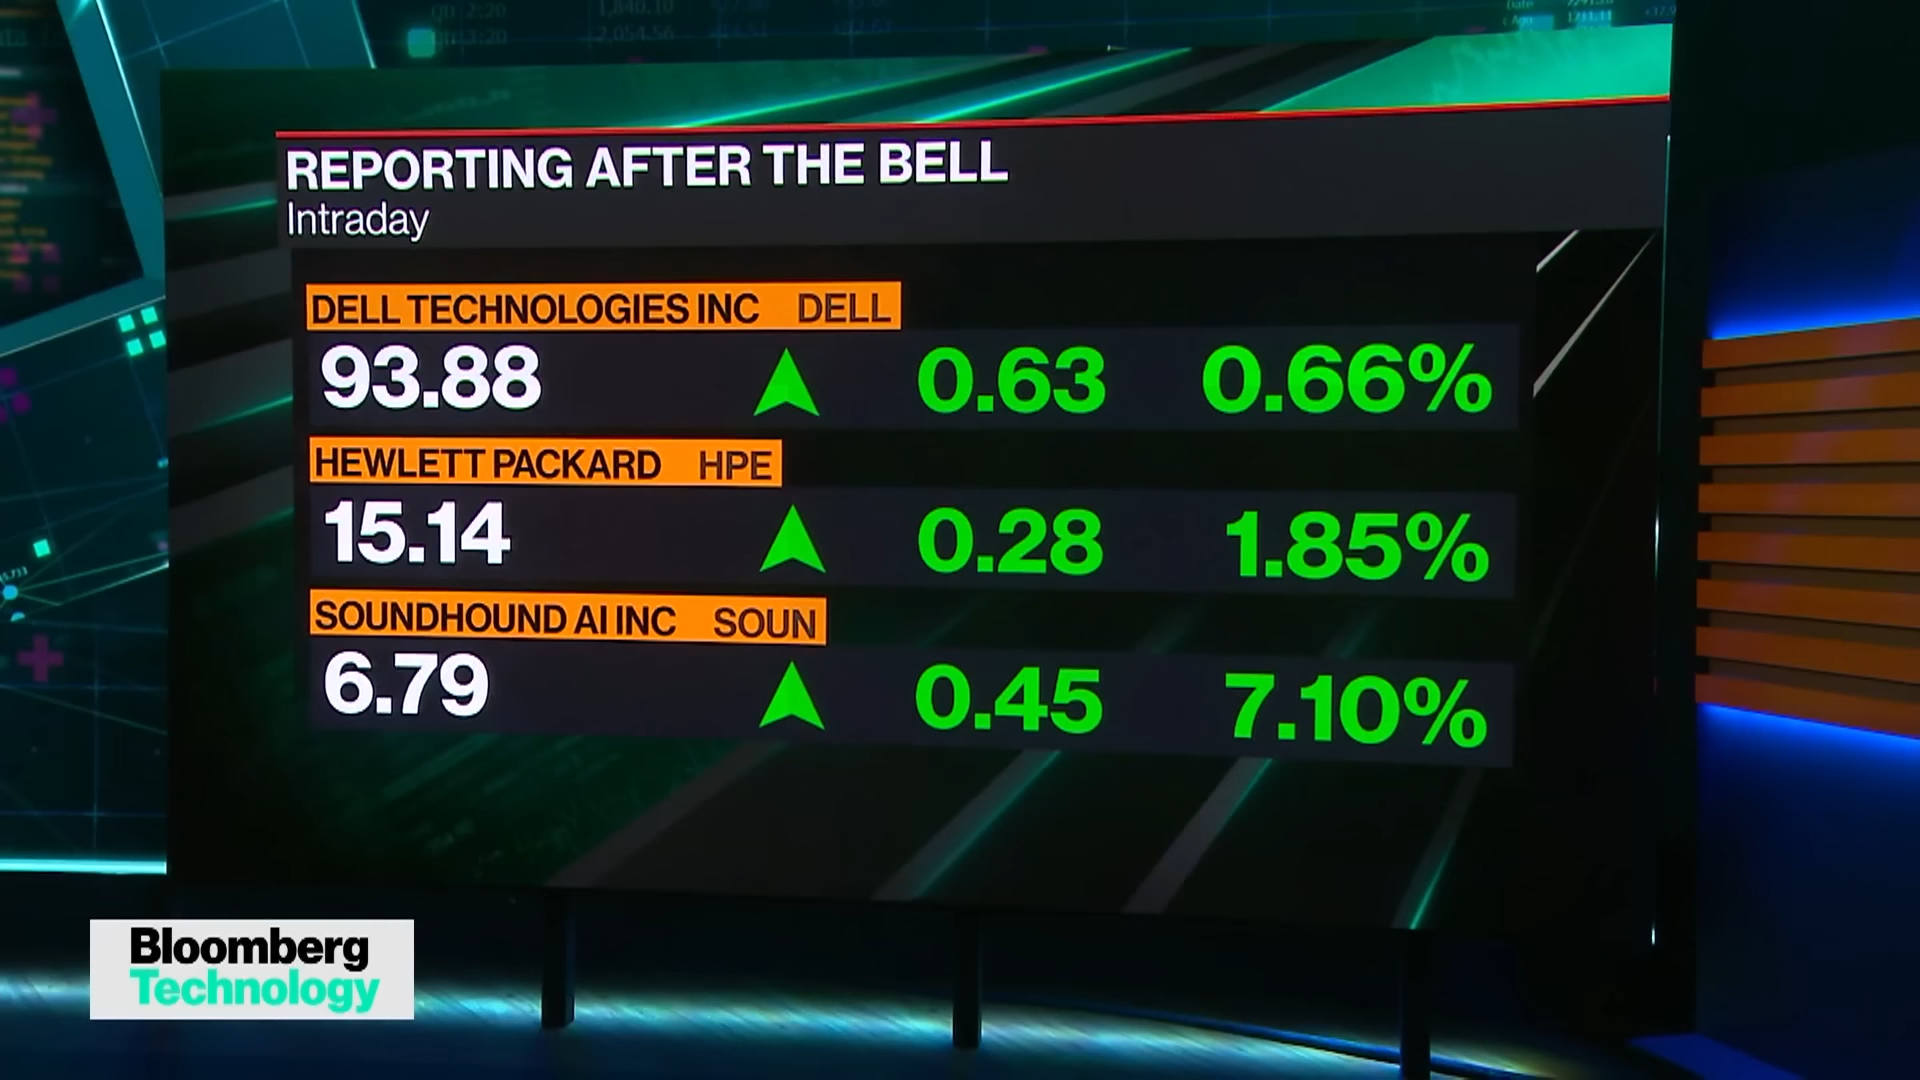 REPORTING AFTER THE BELL
Intraday
DELL TECHNOLOGIES INC DELL
93.88 0.63 0.66%
HEWLETT PACKARD HPE
15.14 0.28 1.85%
SOUNDHOUND AI INC SOUN
6.79 0.45 7.10%
Bloomberg
Technology